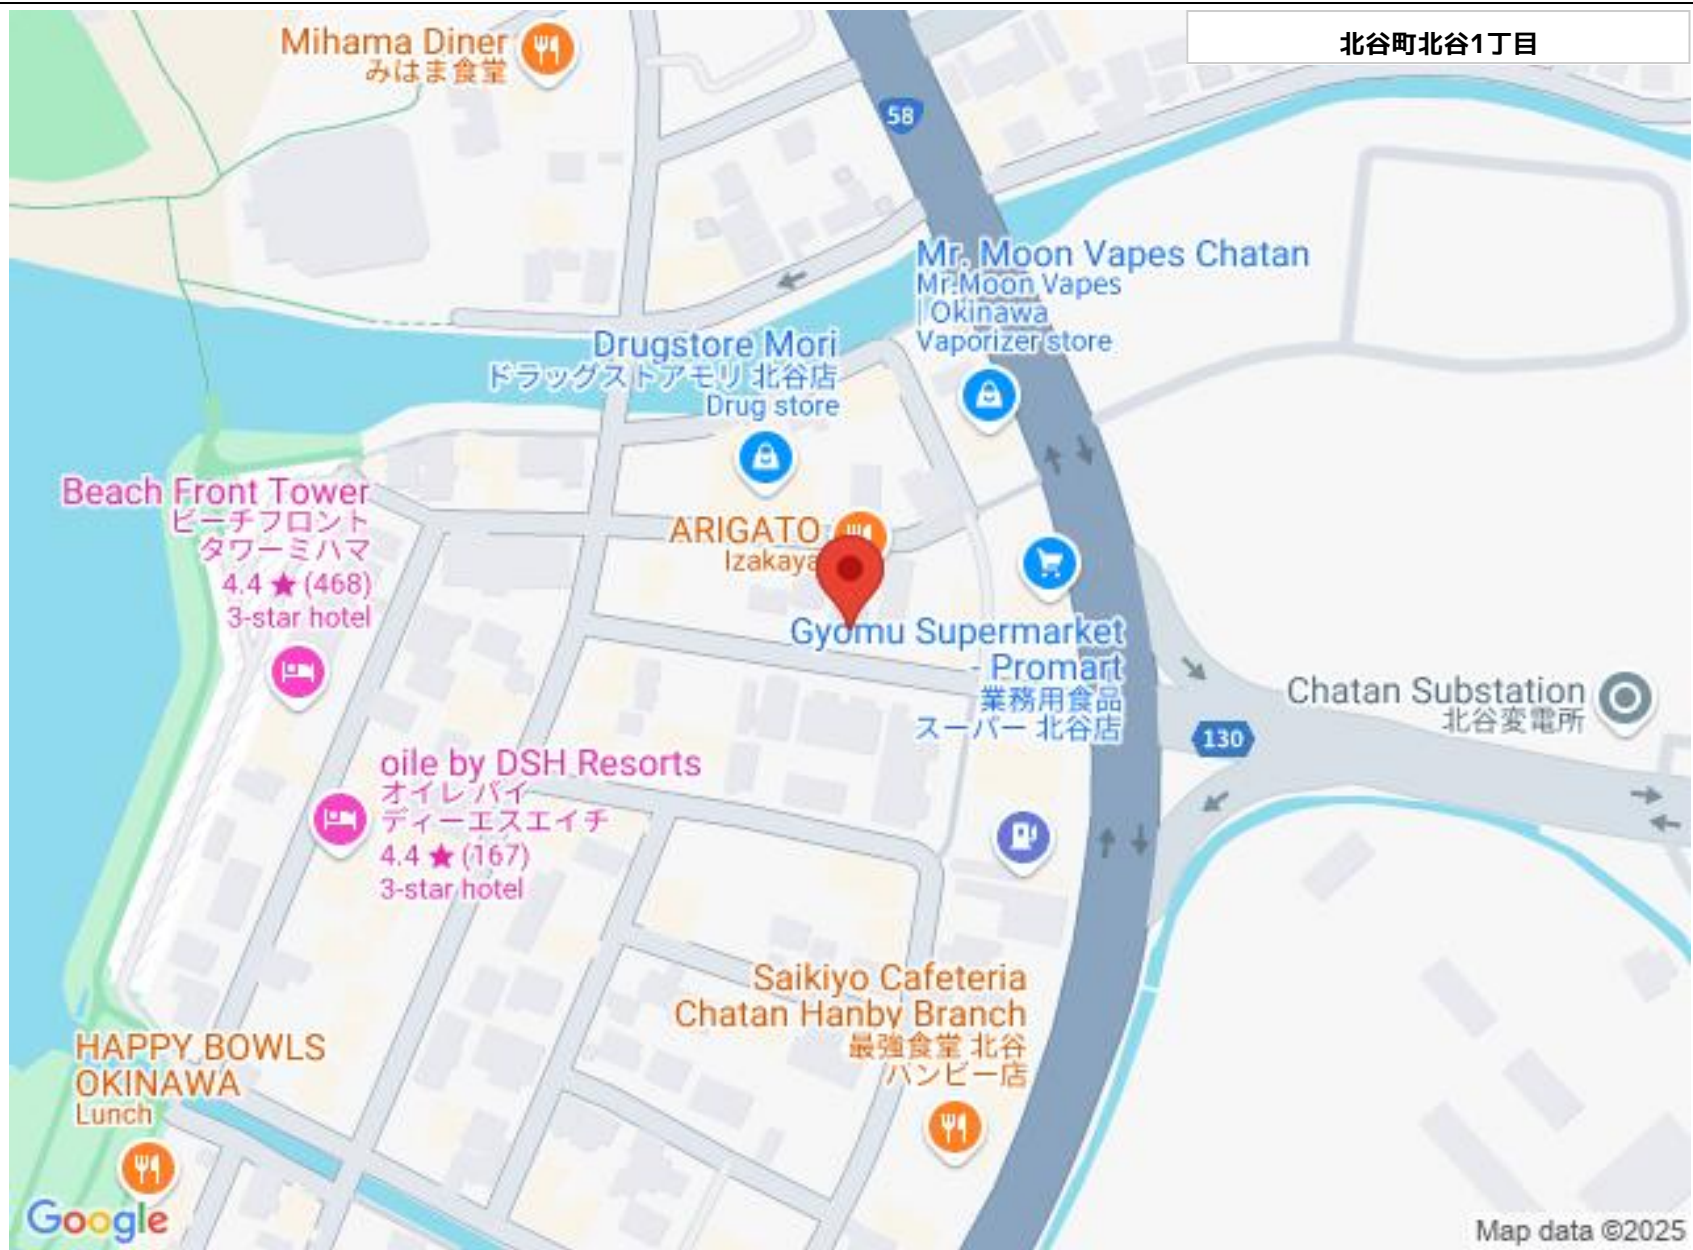 北谷町北谷1丁目
Mihama Diner
みはま食堂
58
Mr. Moon Vapes Chatan
Mr.Moon Vapes
| Okinawa
Vaporizer store
Drugstore Mori
ドラッグストアモリ 北谷店
Drug store
Beach Front Tower
ビーチフロント
タワーミハマ
4.4 ★ (468)
3-star hotel
ARIGATO
Izakaya
Gyomu Supermarket
- Promart
業務用食品
スーパー 北谷店
Chatan Substation
北谷変電所
130
oile by DSH Resorts
オイレ バイ
ディーエスエイチ
4.4 ★ (167)
3-star hotel
Saikiyo Cafeteria
Chatan Hanby Branch
最強食堂 北谷
ハンビー店
HAPPY BOWLS
OKINAWA
Lunch
Google
Map data ©2025